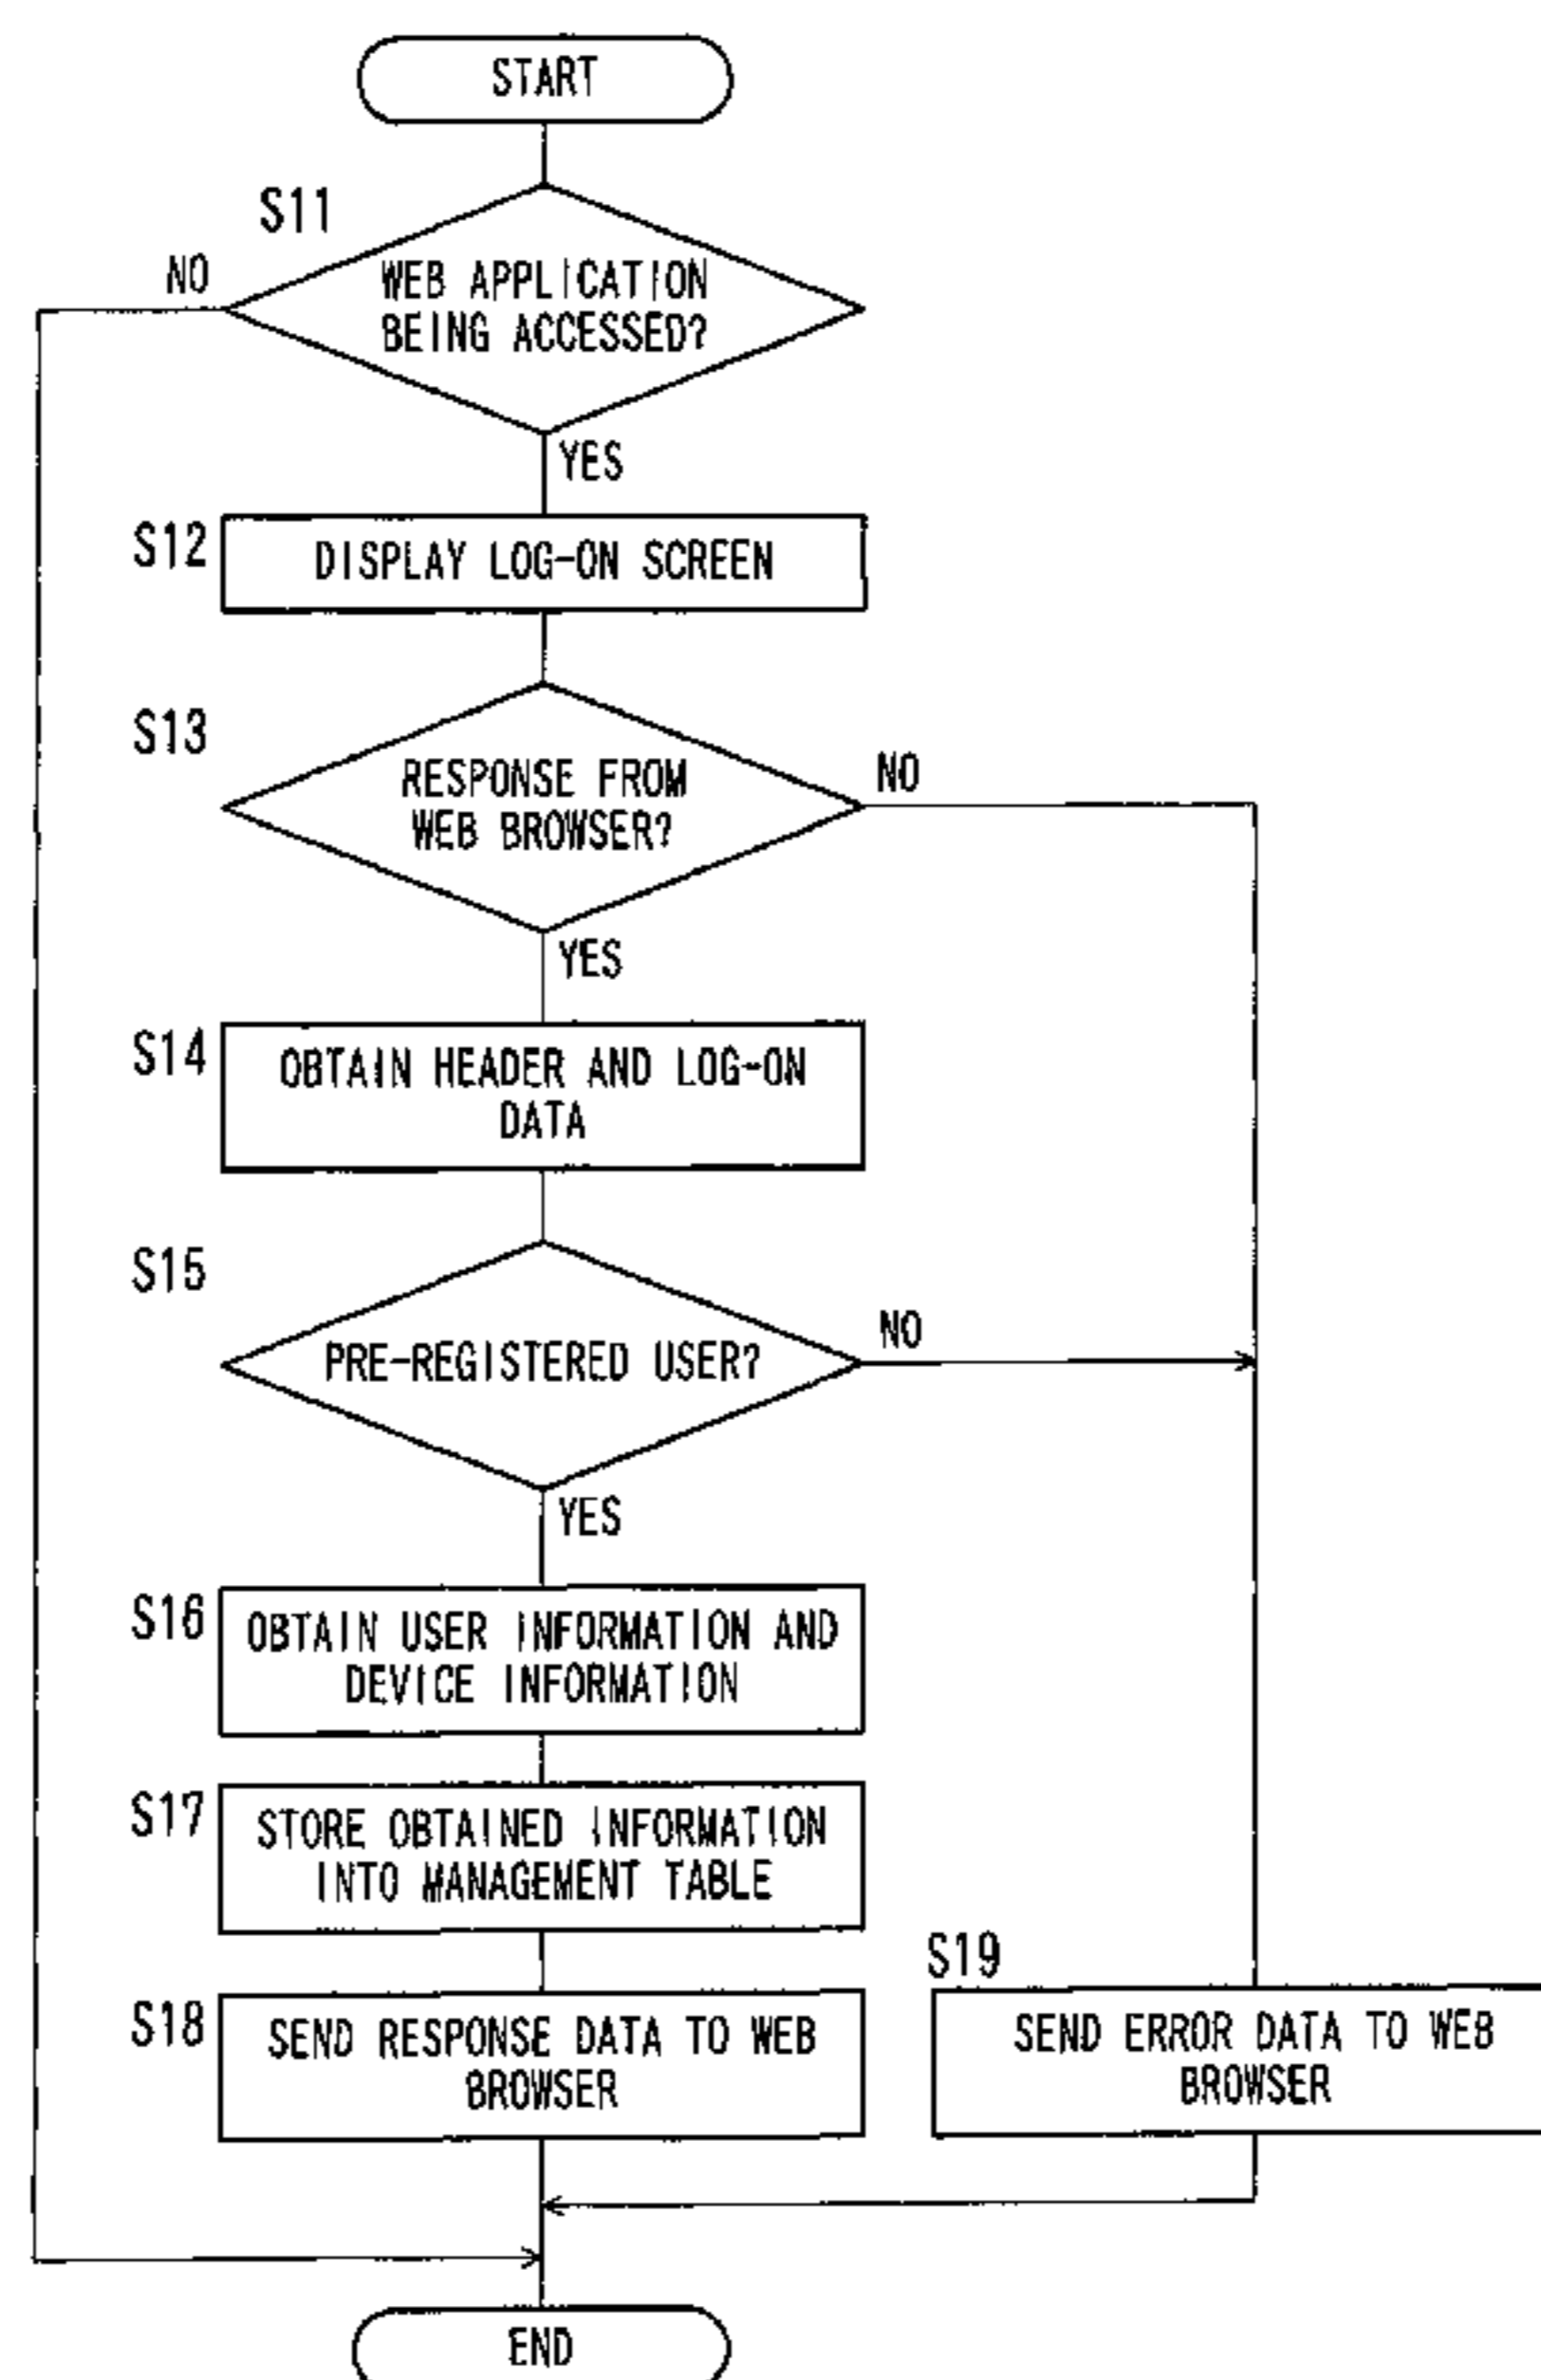 START
S11
NO
WEB APPLICATION
BEING ACCESSED?
YES
S12
DISPLAY LOG-ON SCREEN
S13
RESPONSE FROM
WEB BROWSER?
NO
YES
S14
OBTAIN HEADER AND LOG-ON
DATA
S15
PRE-REGISTERED USER?
NO
YES
S16
OBTAIN USER INFORMATION AND
DEVICE INFORMATION
S17
STORE OBTAINED INFORMATION
INTO MANAGEMENT TABLE
S18
SEND RESPONSE DATA TO WEB
BROWSER
S19
SEND ERROR DATA TO WEB
BROWSER
END